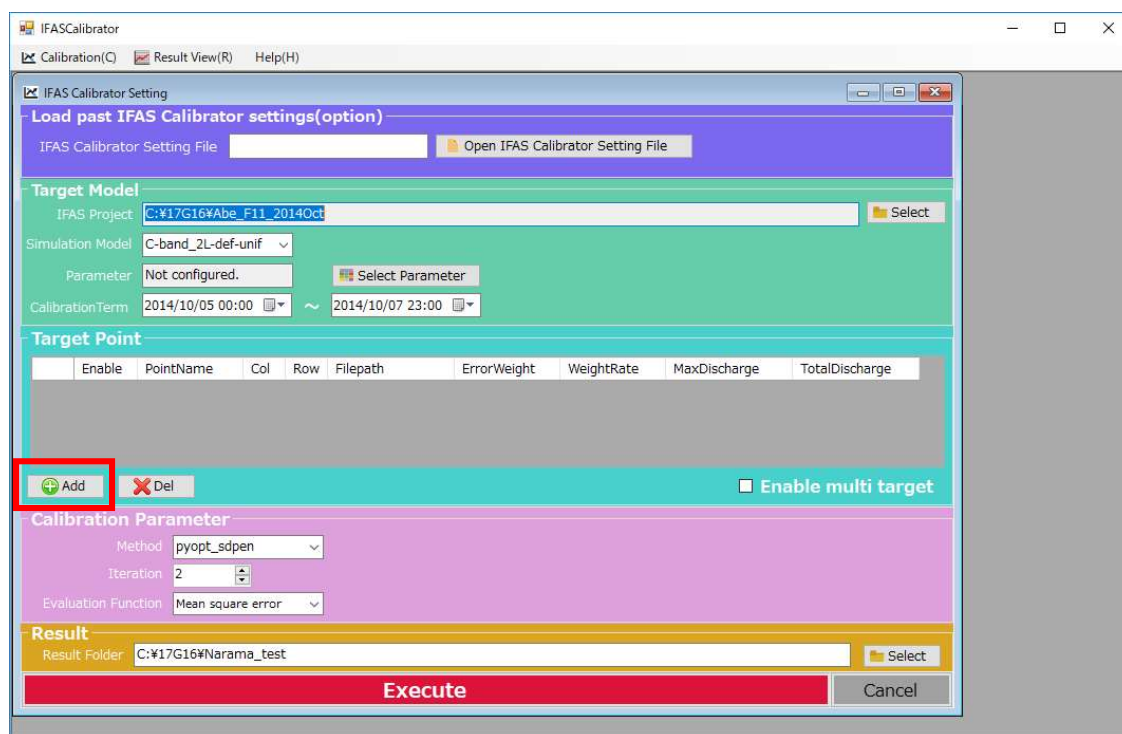 IFASCalibrator
Calibration(C) Result View(R) Help(H)
IFAS Calibrator Setting
Load past IFAS Calibrator settings(option)
IFAS Calibrator Setting File Open IFAS Calibrator Setting File
Target Model
IFAS Project C:¥17G16¥Abe_F11_2014Oct Select
Simulation Model C-band_2L-def-unif
Parameter Not configured. Select Parameter
CalibrationTerm 2014/10/05 00:00 ～ 2014/10/07 23:00
Target Point
Enable PointName Col Row Filepath ErrorWeight WeightRate MaxDischarge TotalDischarge
Add Del Enable multi target
Calibration Parameter
Method pyopt_sdpen
Iteration 2
Evaluation Function Mean square error
Result
Result Folder C:¥17G16¥Narama_test Select
Execute Cancel